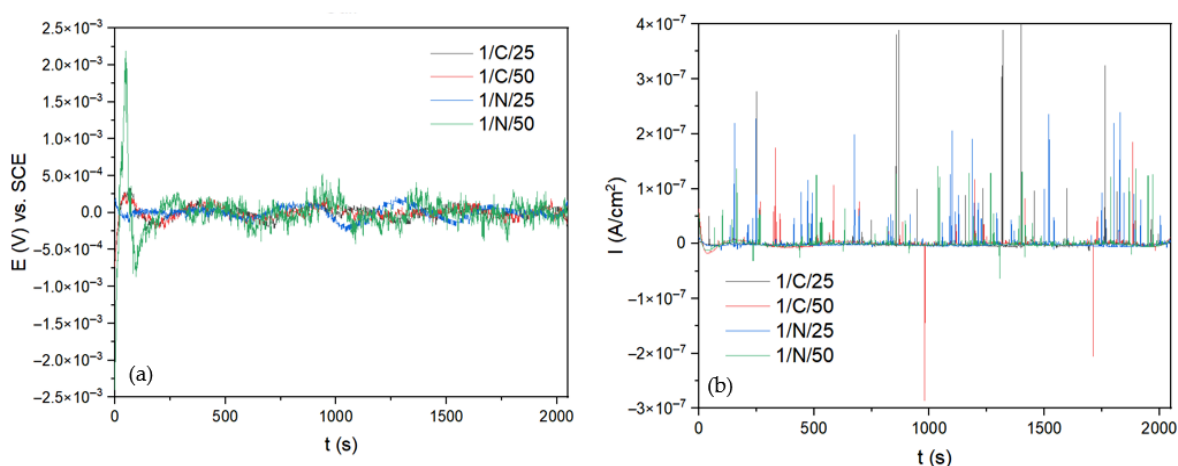 2.5×10⁻³
2.0×10⁻³
1.5×10⁻³
1.0×10⁻³
5.0×10⁻⁴
0.0
−5.0×10⁻⁴
−1.0×10⁻³
−1.5×10⁻³
−2.0×10⁻³
−2.5×10⁻³
E (V) vs. SCE
1/C/25
1/C/50
1/N/25
1/N/50
(a)
0 500 1000 1500 2000
t (s)
4×10⁻⁷
3×10⁻⁷
2×10⁻⁷
1×10⁻⁷
0
−1×10⁻⁷
−2×10⁻⁷
−3×10⁻⁷
I (A/cm²)
1/C/25
1/C/50
1/N/25
1/N/50
(b)
0 500 1000 1500 2000
t (s)